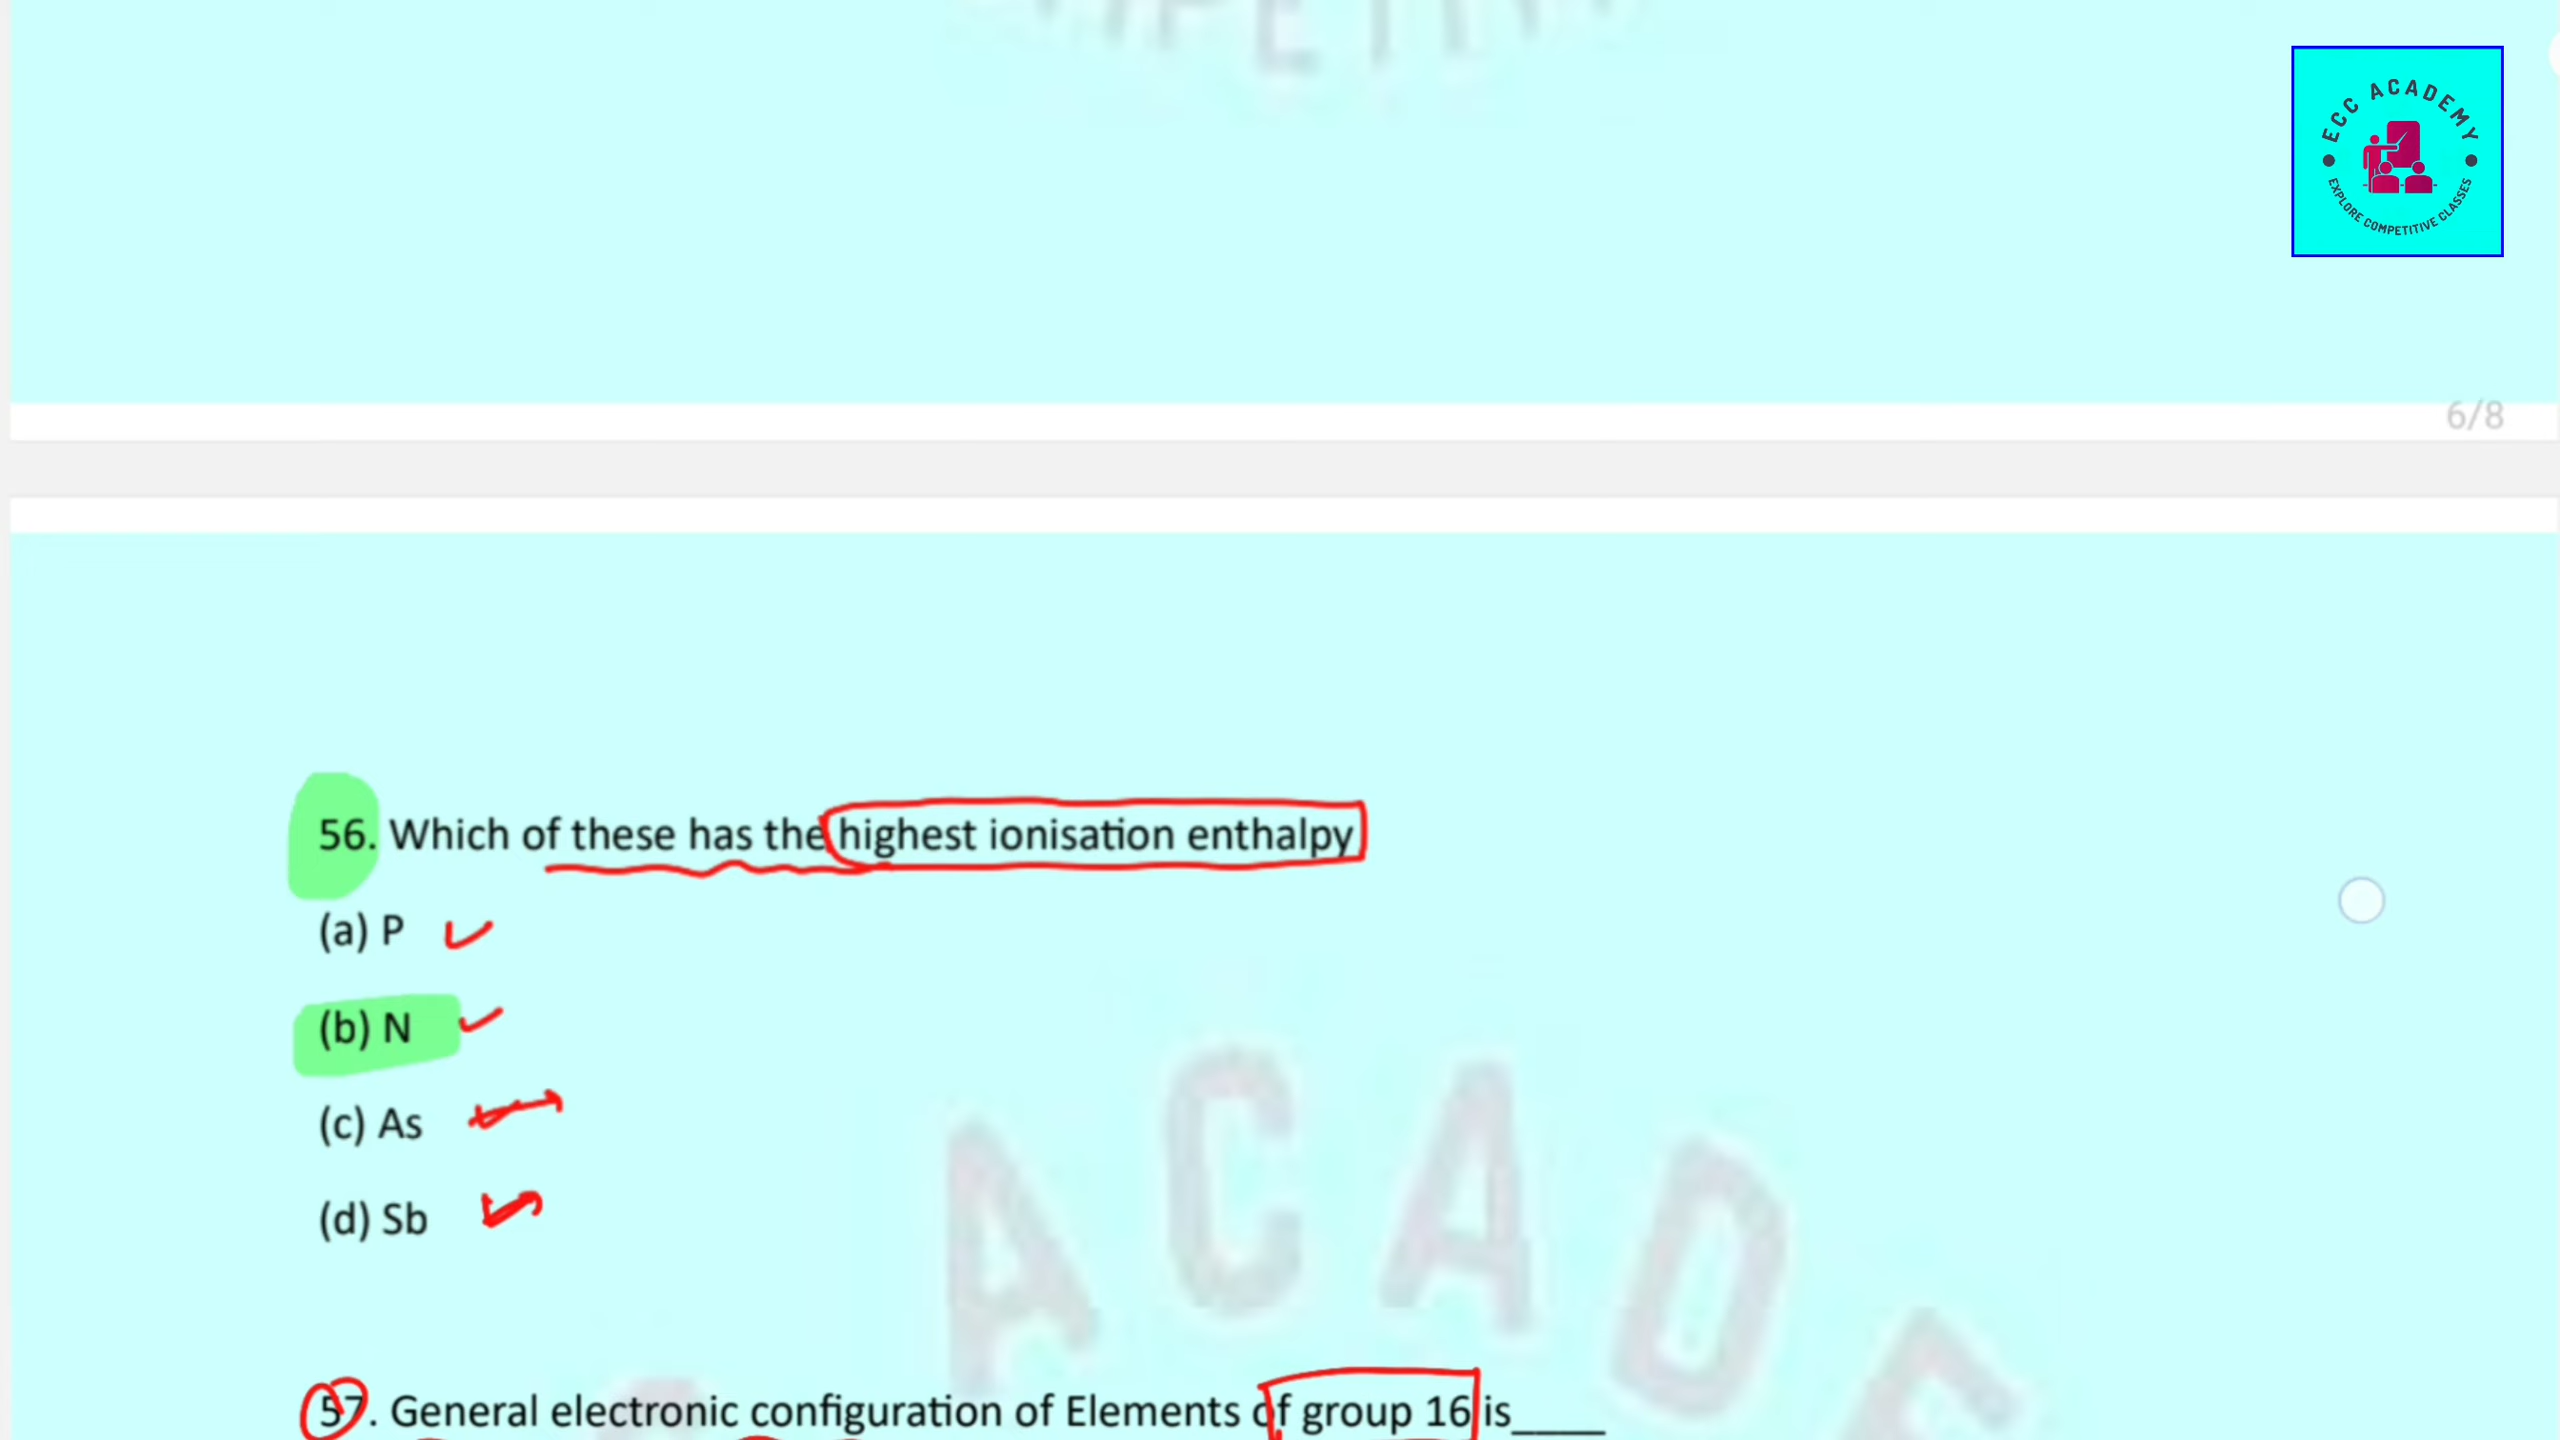 ECC ACADEMY
EXPLORE COMPETITIVE CLASSES
6/8
56. Which of these has the highest ionisation enthalpy
(a) P
(b) N
(c) As
(d) Sb
ACADE
57. General electronic configuration of Elements of group 16 is____